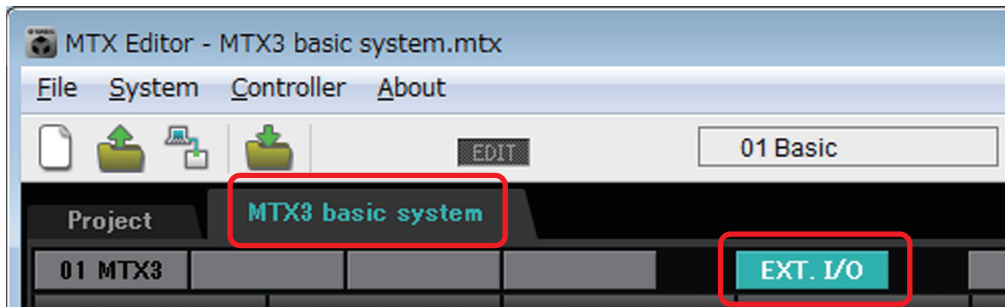 MTX Editor - MTX3 basic system.mtx
File System Controller About
EDIT 01 Basic
Project MTX3 basic system
01 MTX3 EXT. I/O